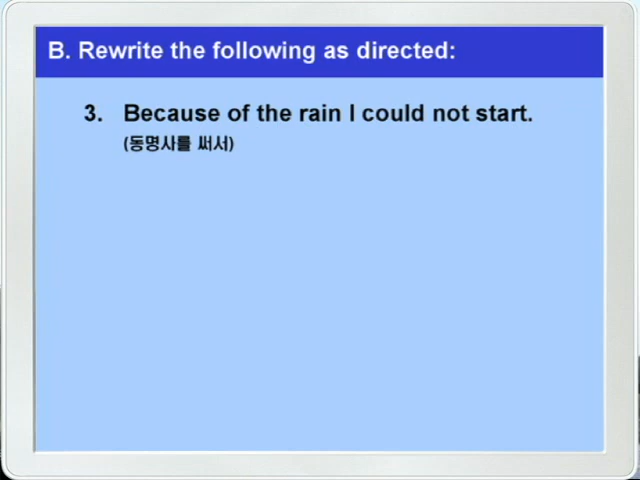 B. Rewrite the following as directed:
3. Because of the rain I could not start.
(동명사를 써서)